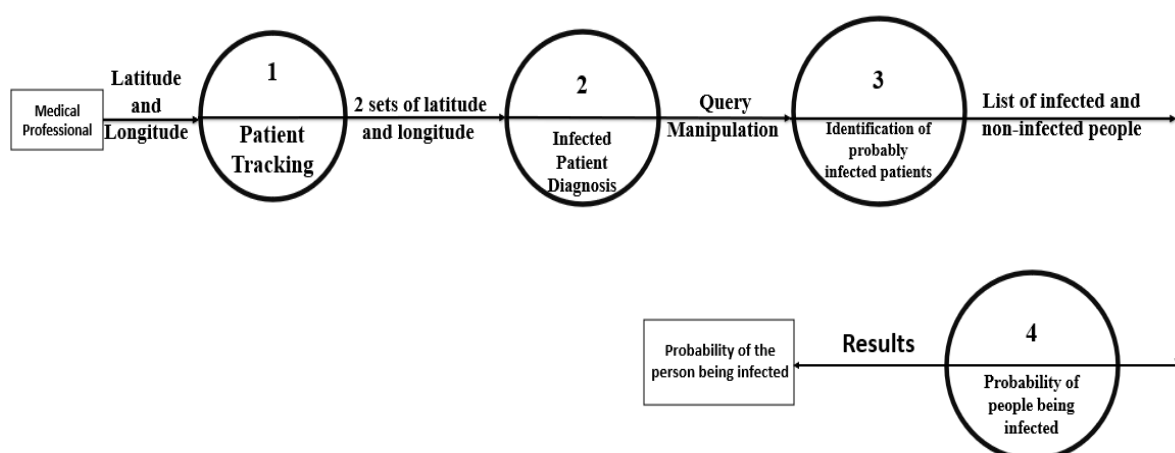 Medical
Professional
Latitude
and
Longitude
1
Patient
Tracking
2 sets of latitude
and longitude
2
Infected
Patient
Diagnosis
Query
Manipulation
3
Identification of
probably
infected patients
List of infected and
non-infected people
Probability of the
person being infected
Results
4
Probability of
people being
infected